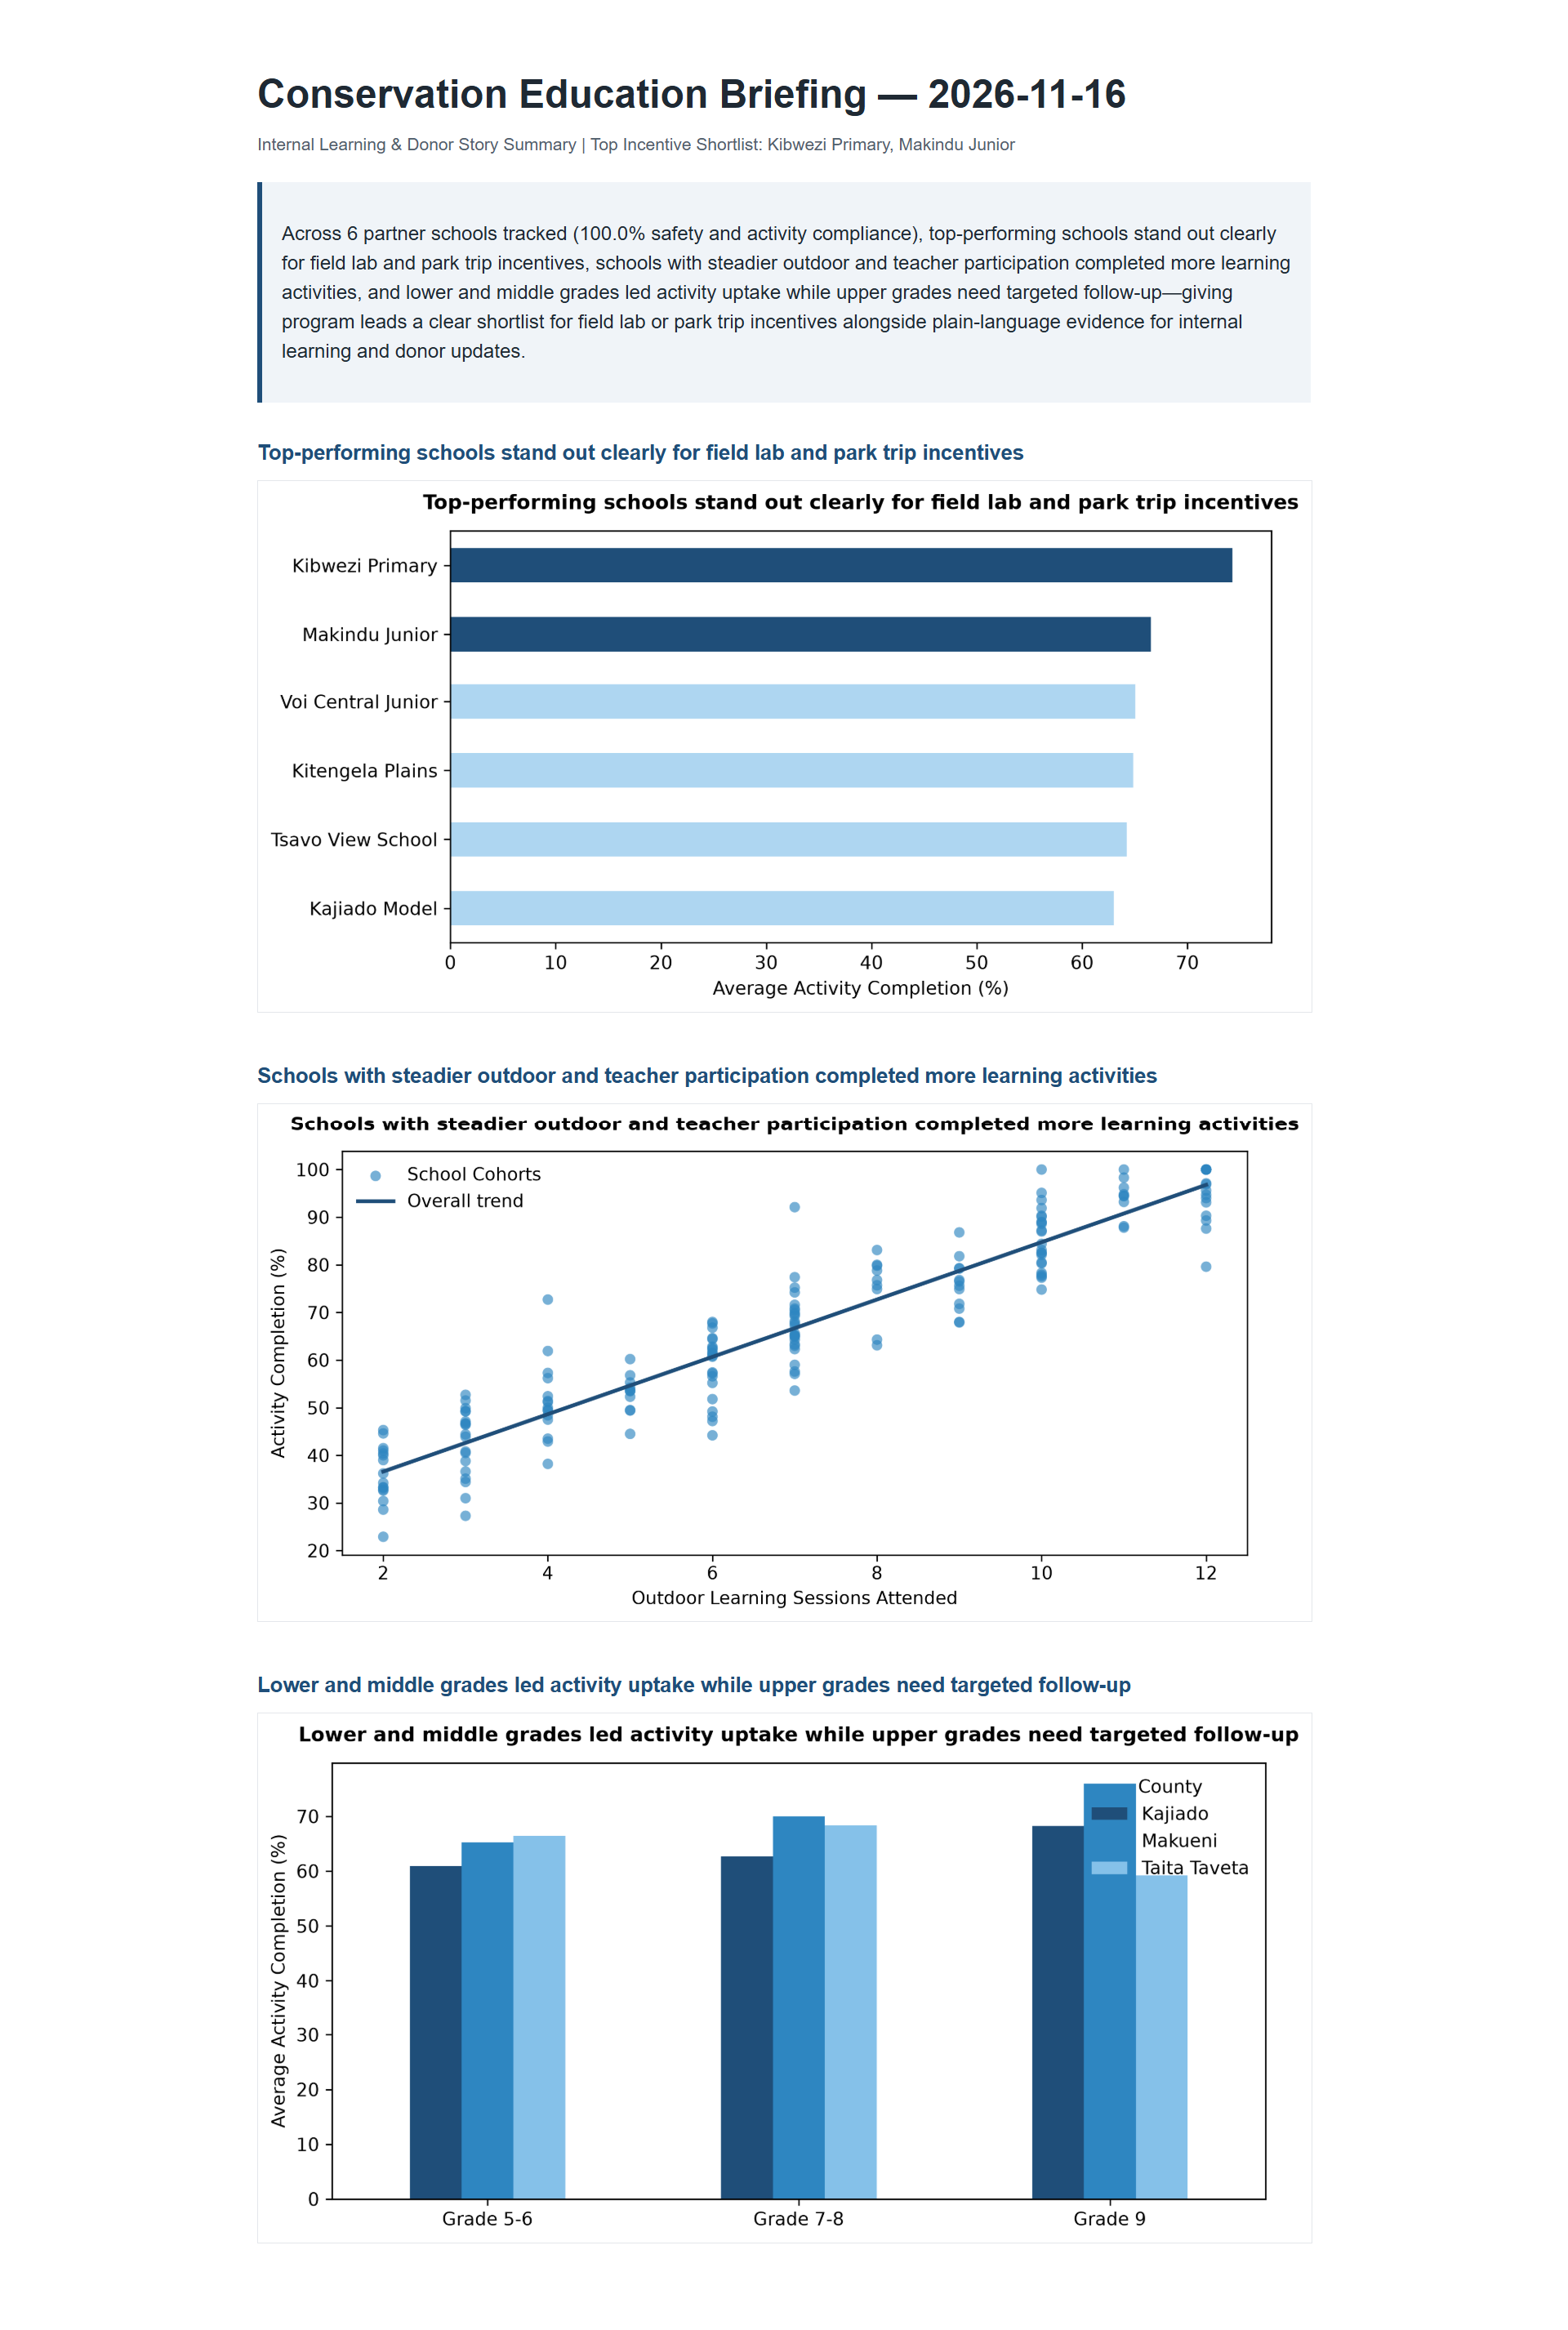 Conservation Education Briefing — 2026-11-16
Internal Learning & Donor Story Summary | Top Incentive Shortlist: Kibwezi Primary, Makindu Junior
Across 6 partner schools tracked (100.0% safety and activity compliance), top-performing schools stand out clearly
for field lab and park trip incentives, schools with steadier outdoor and teacher participation completed more learning
activities, and lower and middle grades led activity uptake while upper grades need targeted follow-up—giving
program leads a clear shortlist for field lab or park trip incentives alongside plain-language evidence for internal
learning and donor updates.
Top-performing schools stand out clearly for field lab and park trip incentives
Top-performing schools stand out clearly for field lab and park trip incentives
Kibwezi Primary
Makindu Junior
Voi Central Junior
Kitengela Plains
Tsavo View School
Kajiado Model
0 10 20 30 40 50 60 70
Average Activity Completion (%)
Schools with steadier outdoor and teacher participation completed more learning activities
Schools with steadier outdoor and teacher participation completed more learning activities
School Cohorts
Overall trend
Activity Completion (%)
100
90
80
70
60
50
40
30
20
2 4 6 8 10 12
Outdoor Learning Sessions Attended
Lower and middle grades led activity uptake while upper grades need targeted follow-up
Lower and middle grades led activity uptake while upper grades need targeted follow-up
County
Kajiado
Makueni
Taita Taveta
Average Activity Completion (%)
70
60
50
40
30
20
10
0
Grade 5-6 Grade 7-8 Grade 9